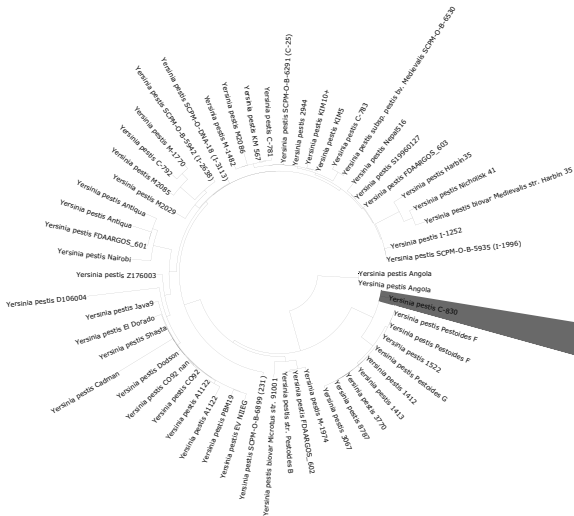 Yersinia pestis SCPM-O-B-6291 (C-25)
Yersinia pestis 2944
Yersinia pestis KIM10+
Yersinia pestis KIM5
Yersinia pestis C-783
Yersinia pestis subsp. pestis bv. Medievalis SCPM-O-B-6530
Yersinia pestis Nepal516
Yersinia pestis S19960127
Yersinia pestis FDAARGOS_603
Yersinia pestis Harbin35
Yersinia pestis Nicholisk 41
Yersinia pestis biovar Medievalis str. Harbin 35
Yersinia pestis I-1252
Yersinia pestis SCPM-O-B-5935 (I-1996)
Yersinia pestis Angola
Yersinia pestis Angola
Yersinia pestis C-830
Yersinia pestis Pestoides F
Yersinia pestis Pestoides F
Yersinia pestis 1522
Yersinia pestis Pestoides G
Yersinia pestis 1412
Yersinia pestis 1413
Yersinia pestis 3770
Yersinia pestis 8787
Yersinia pestis 3067
Yersinia pestis M-1974
Yersinia pestis FDAARGOS_602
Yersinia pestis str. Pestoides B
Yersinia pestis biovar Microtus str. 91001
Yersinia pestis SCPM-O-B-6899 (231)
Yersinia pestis EV NIIEG
Yersinia pestis PBM19
Yersinia pestis A1122
Yersinia pestis A1122
Yersinia pestis CO92
Yersinia pestis CO92_nan
Yersinia pestis Dodson
Yersinia pestis Cadman
Yersinia pestis Shasta
Yersinia pestis El Dorado
Yersinia pestis Java9
Yersinia pestis D106004
Yersinia pestis Z176003
Yersinia pestis Nairobi
Yersinia pestis FDAARGOS_601
Yersinia pestis Antiqua
Yersinia pestis Antiqua
Yersinia pestis M2029
Yersinia pestis M2085
Yersinia pestis C-792
Yersinia pestis M-1770
Yersinia pestis SCPM-O-B-5942 (I-2638)
Yersinia pestis SCPM-O-DNA-18 (I-3113)
Yersinia pestis M-1482
Yersinia pestis M2086
Yersinia pestis KM 567
Yersinia pestis C-781